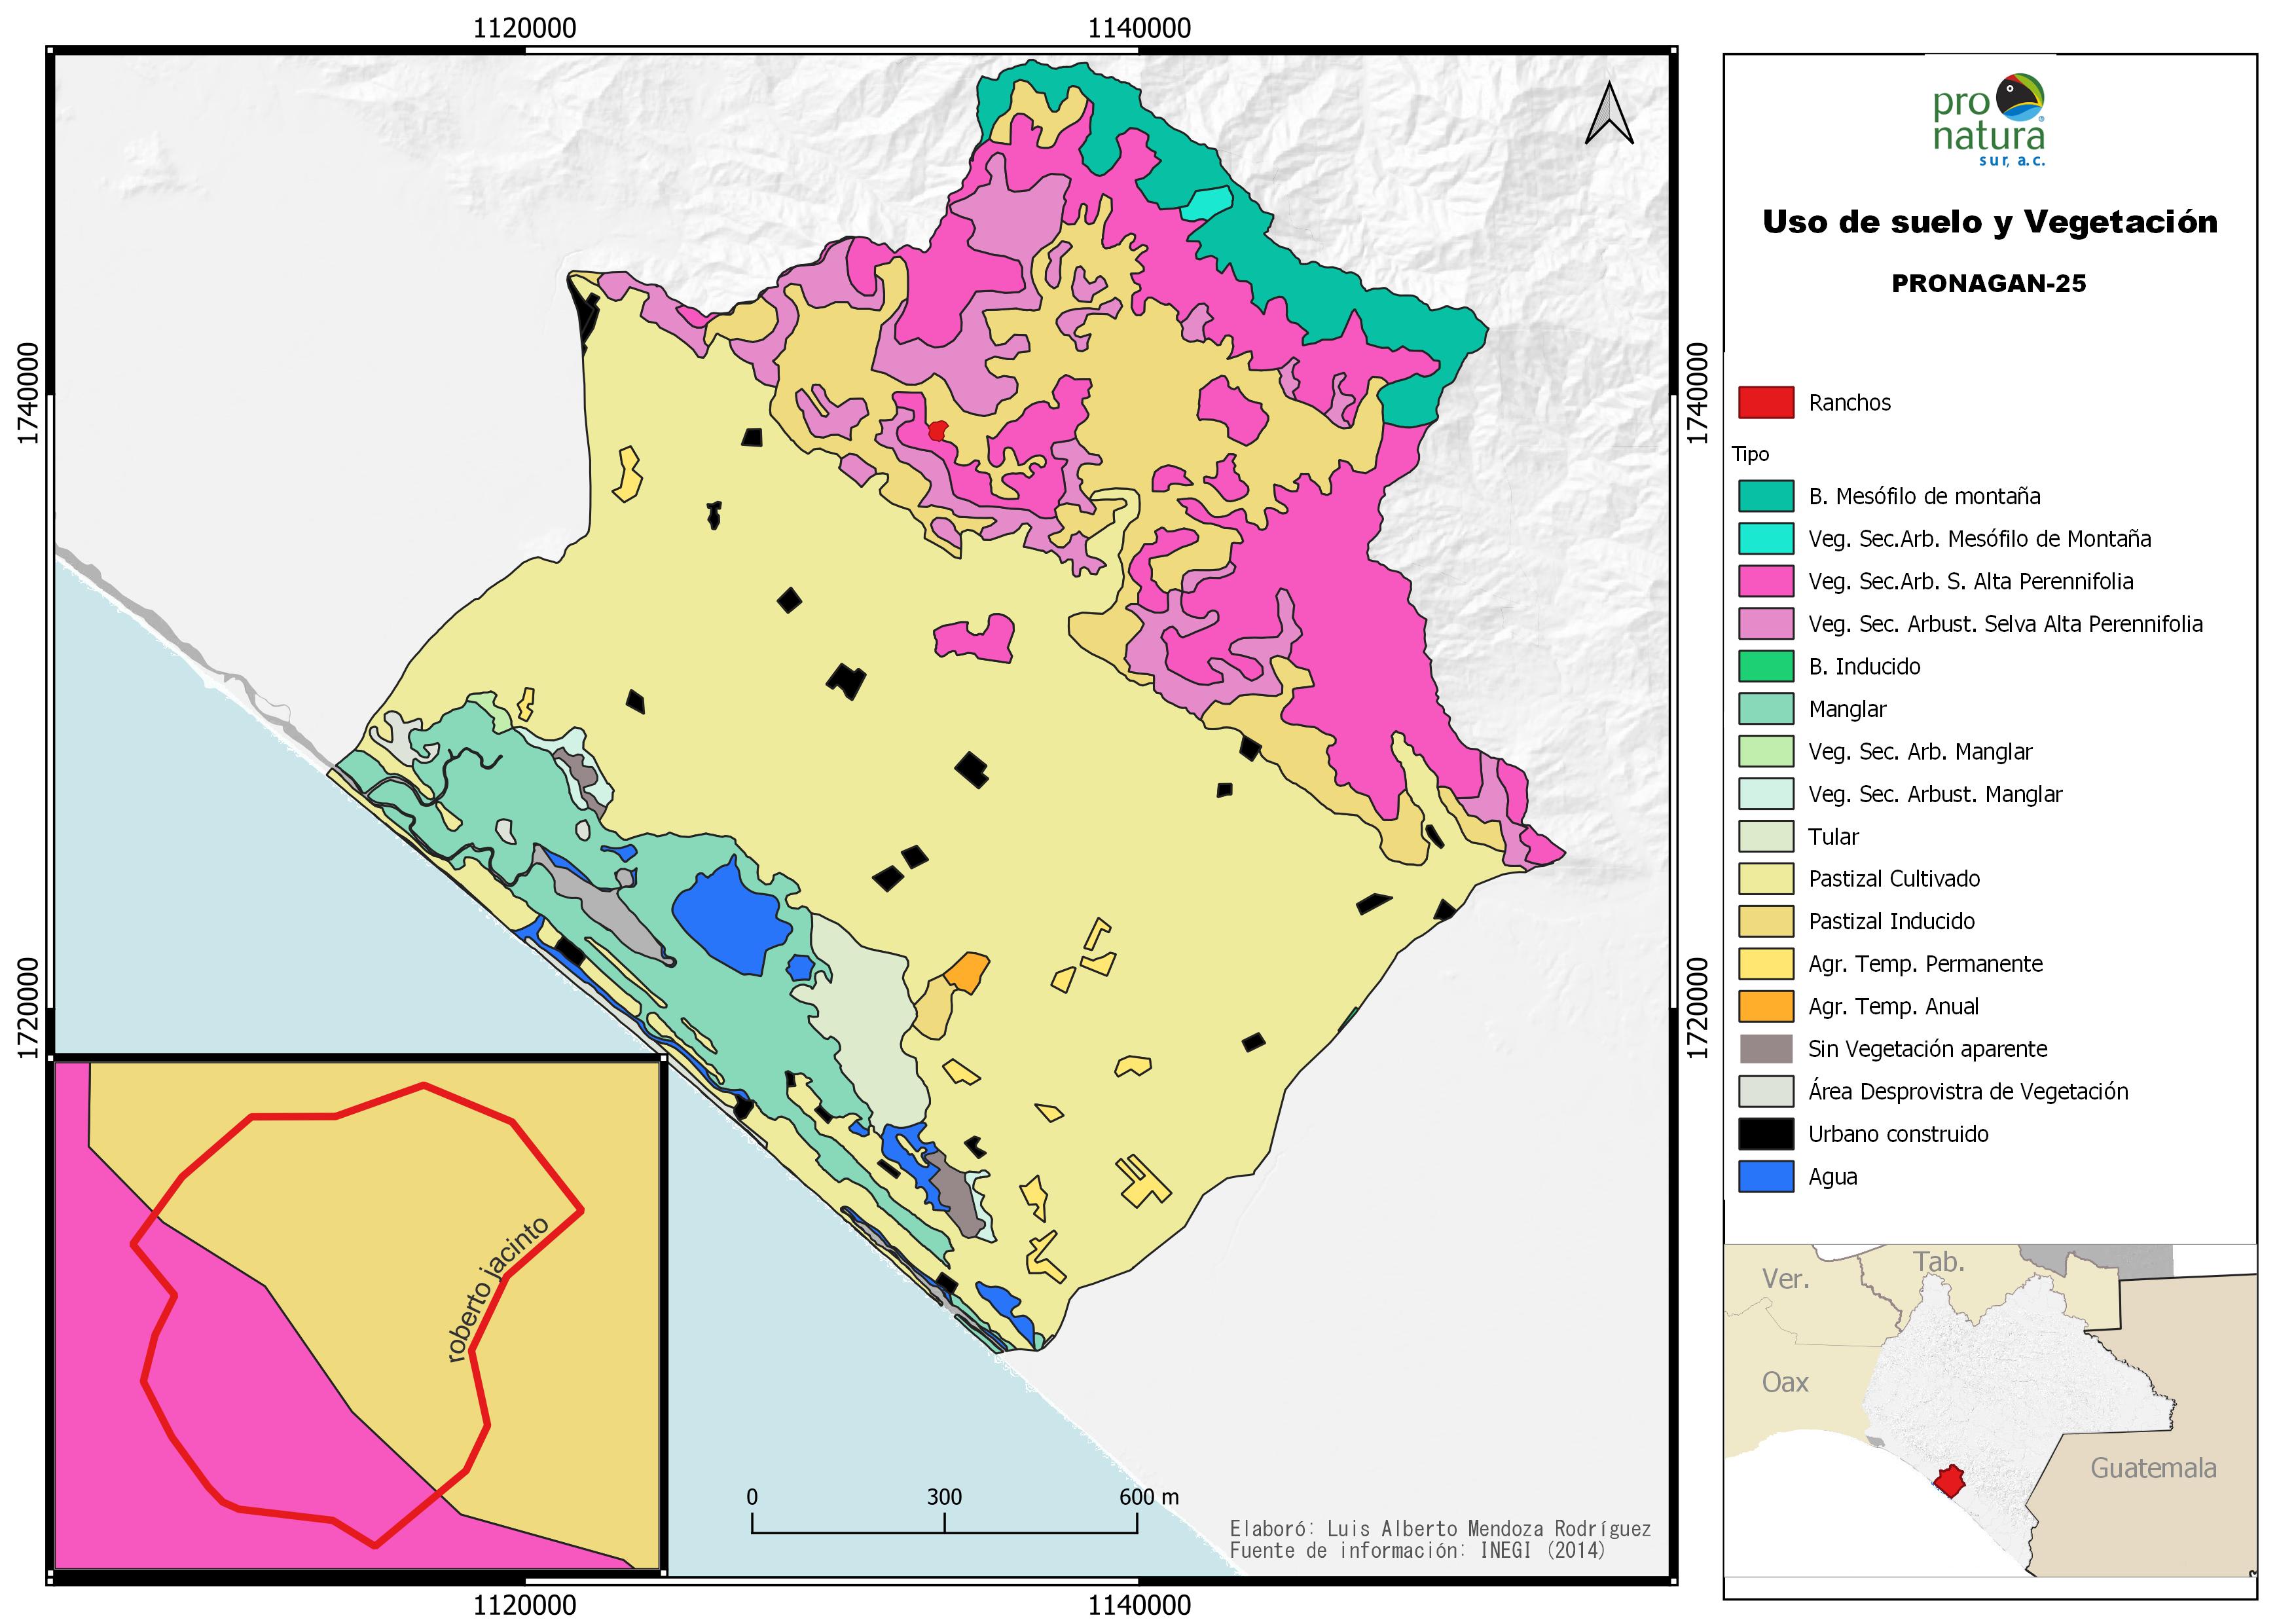 1120000
1140000
1740000
1740000
1720000
1720000
1120000
1140000
roberto jacinto
0
300
600 m
Elaboró: Luis Alberto Mendoza Rodríguez
Fuente de información: INEGI (2014)
pro
natura
sur, a.c.
Uso de suelo y Vegetación
PRONAGAN-25
Ranchos
Tipo
B. Mesófilo de montaña
Veg. Sec.Arb. Mesófilo de Montaña
Veg. Sec.Arb. S. Alta Perennifolia
Veg. Sec. Arbust. Selva Alta Perennifolia
B. Inducido
Manglar
Veg. Sec. Arb. Manglar
Veg. Sec. Arbust. Manglar
Tular
Pastizal Cultivado
Pastizal Inducido
Agr. Temp. Permanente
Agr. Temp. Anual
Sin Vegetación aparente
Área Desprovistra de Vegetación
Urbano construido
Agua
Ver.
Tab.
Oax
Guatemala